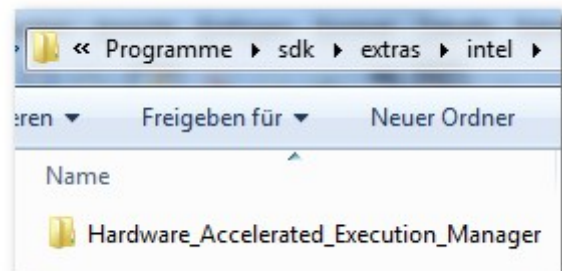 « Programme ▸ sdk ▸ extras ▸ intel ▸
eren ▾ Freigeben für ▾ Neuer Ordner
Name
Hardware_Accelerated_Execution_Manager